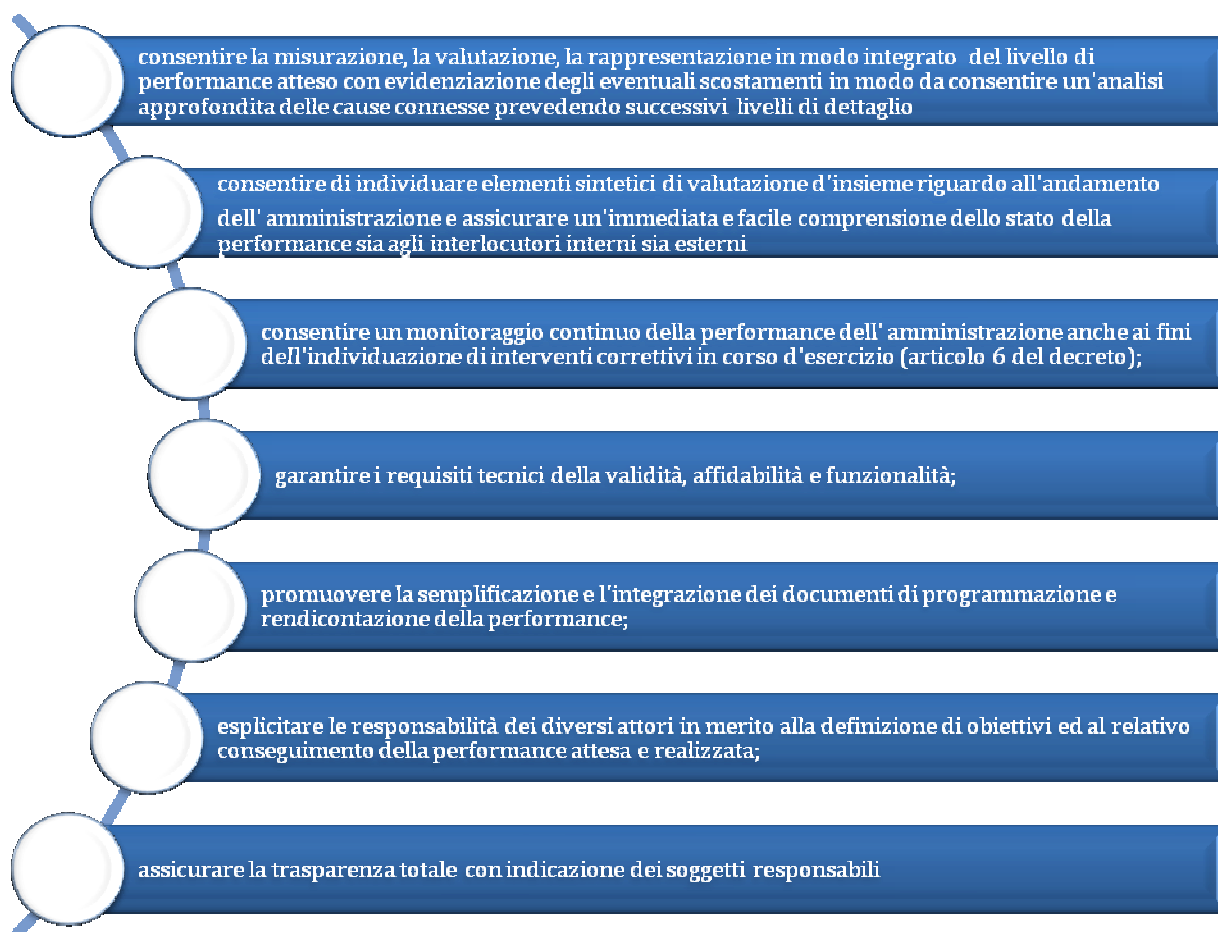 consentire la misurazione, la valutazione, la rappresentazione in modo integrato del livello di
performance atteso con evidenziazione degli eventuali scostamenti in modo da consentire un'analisi
approfondita delle cause connesse prevedendo successivi livelli di dettaglio
consentire di individuare elementi sintetici di valutazione d'insieme riguardo all'andamento
dell' amministrazione e assicurare un'immediata e facile comprensione dello stato della
performance sia agli interlocutori interni sia esterni
consentire un monitoraggio continuo della performance dell' amministrazione anche ai fini
dell'individuazione di interventi correttivi in corso d'esercizio (articolo 6 del decreto);
garantire i requisiti tecnici della validità, affidabilità e funzionalità;
promuovere la semplificazione e l'integrazione dei documenti di programmazione e
rendicontazione della performance;
esplicitare le responsabilità dei diversi attori in merito alla definizione di obiettivi ed al relativo
conseguimento della performance attesa e realizzata;
assicurare la trasparenza totale con indicazione dei soggetti responsabili